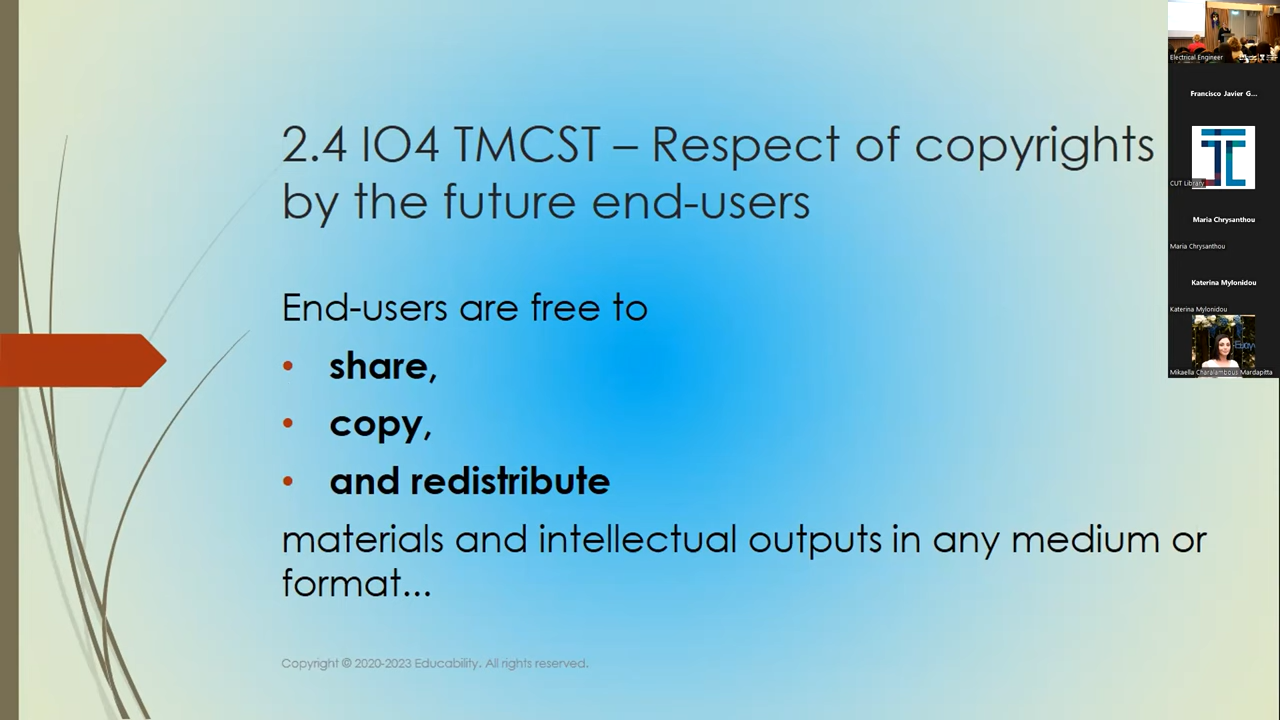 2.4 IO4 TMCST – Respect of copyrights
by the future end-users
End-users are free to
• share,
• copy,
• and redistribute
materials and intellectual outputs in any medium or
format...
Copyright © 2020-2023 Educability. All rights reserved.
Electrical Engineer
Francisco Javier G...
CUT Library
Maria Chrysanthou
Maria Chrysanthou
Katerina Mylonidou
Katerina Mylonidou
Mikaella Charalambous Mardapitta